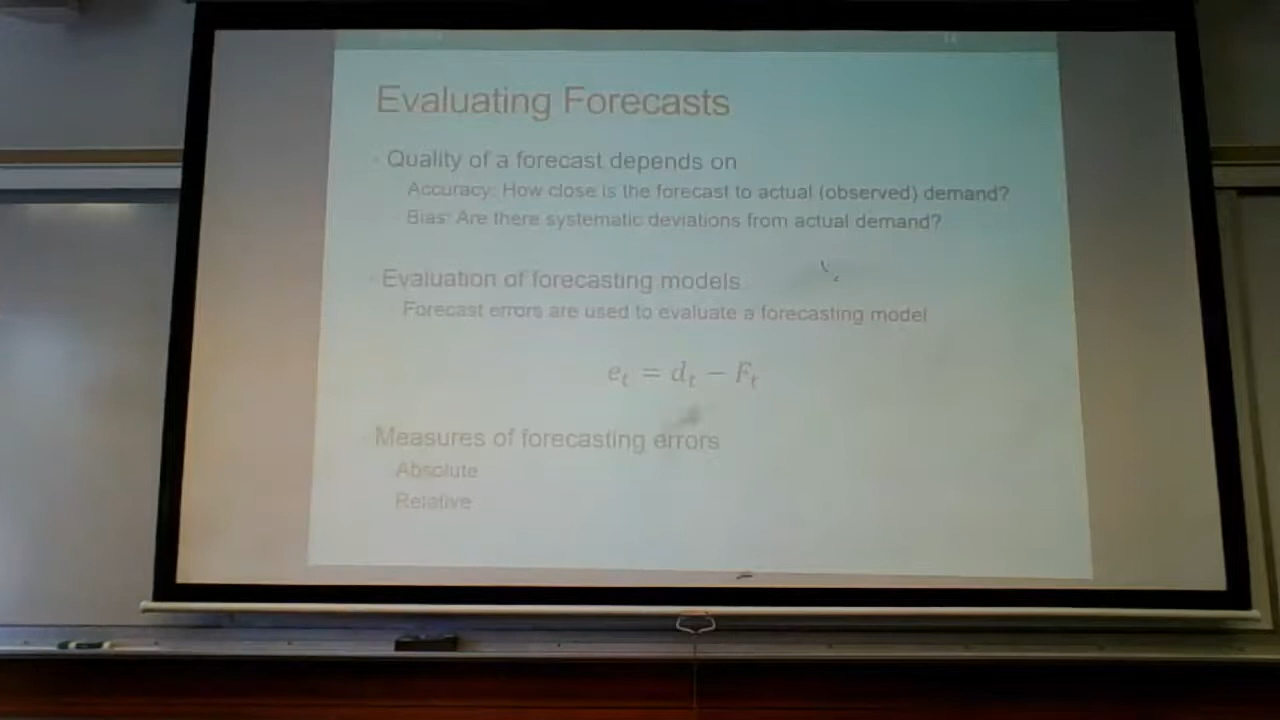 Evaluating Forecasts
Quality of a forecast depends on
Accuracy: How close is the forecast to actual (observed) demand?
Bias: Are there systematic deviations from actual demand?
Evaluation of forecasting models
Forecast errors are used to evaluate a forecasting model
e_t = d_t − F_t
Measures of forecasting errors
Absolute
Relative